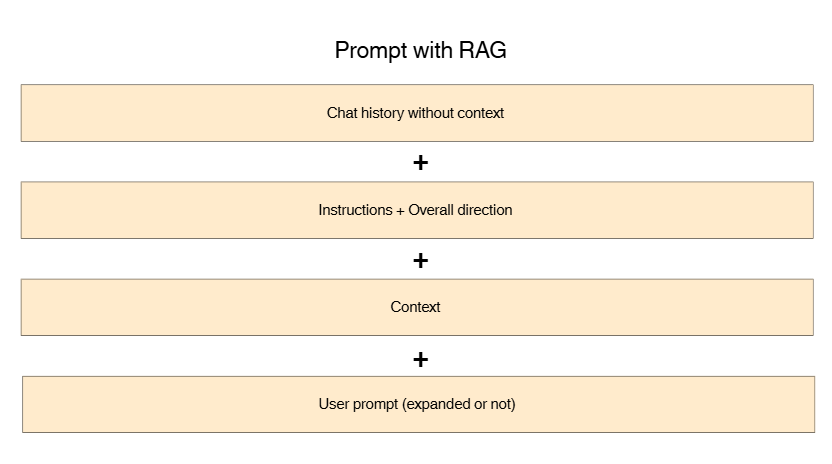 Prompt with RAG
Chat history without context
+
Instructions + Overall direction
+
Context
+
User prompt (expanded or not)